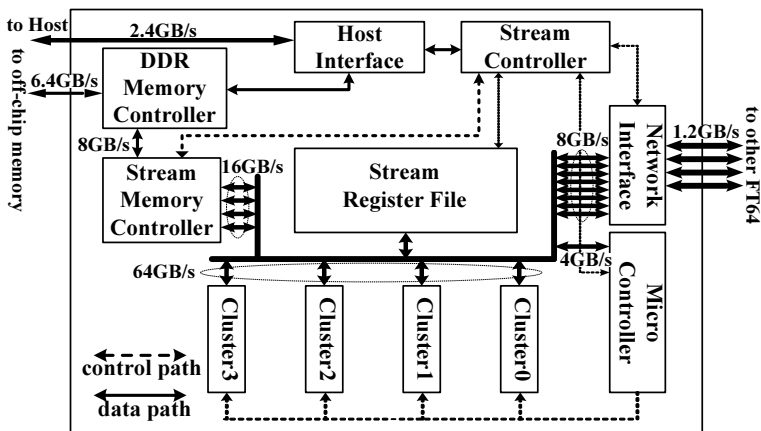 to Host
2.4GB/s
Host
Interface
Stream
Controller
to off-chip memory
6.4GB/s
DDR
Memory
Controller
8GB/s
Stream
Memory
Controller
16GB/s
Stream
Register File
8GB/s
Network
Interface
1.2GB/s
to other FT64
64GB/s
4GB/s
Micro
Controller
Cluster3
Cluster2
Cluster1
Cluster0
control path
data path